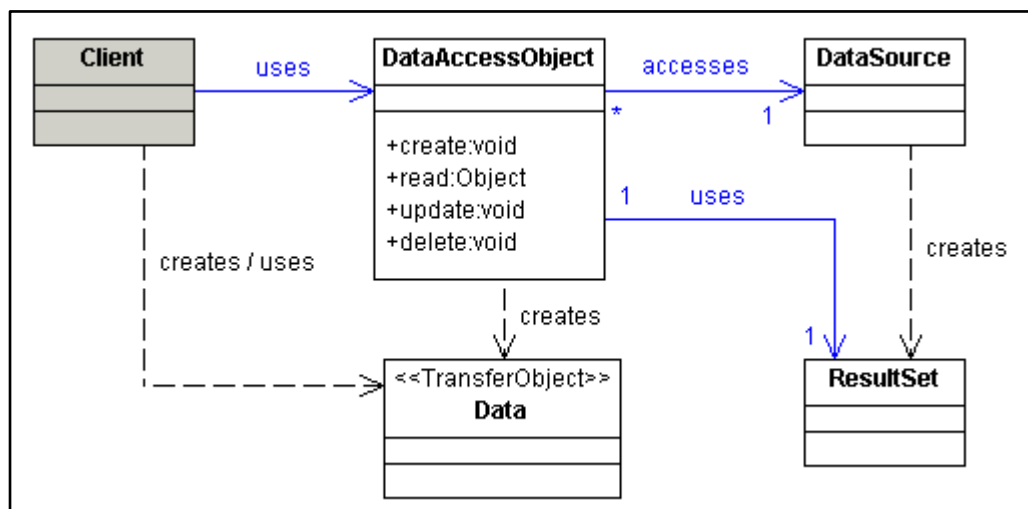 Client
uses
DataAccessObject
accesses
DataSource
*
1
+create:void
+read:Object
+update:void
+delete:void
1
uses
creates / uses
creates
creates
1
<<TransferObject>>
Data
ResultSet